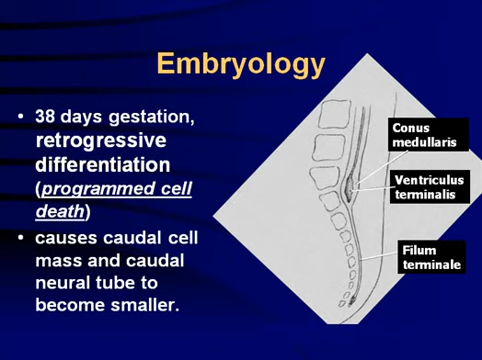 Embryology
• 38 days gestation,
retrogressive
differentiation
(programmed cell
death)
• causes caudal cell
mass and caudal
neural tube to
become smaller.
Conus
medullaris
Ventriculus
terminalis
Filum
terminale